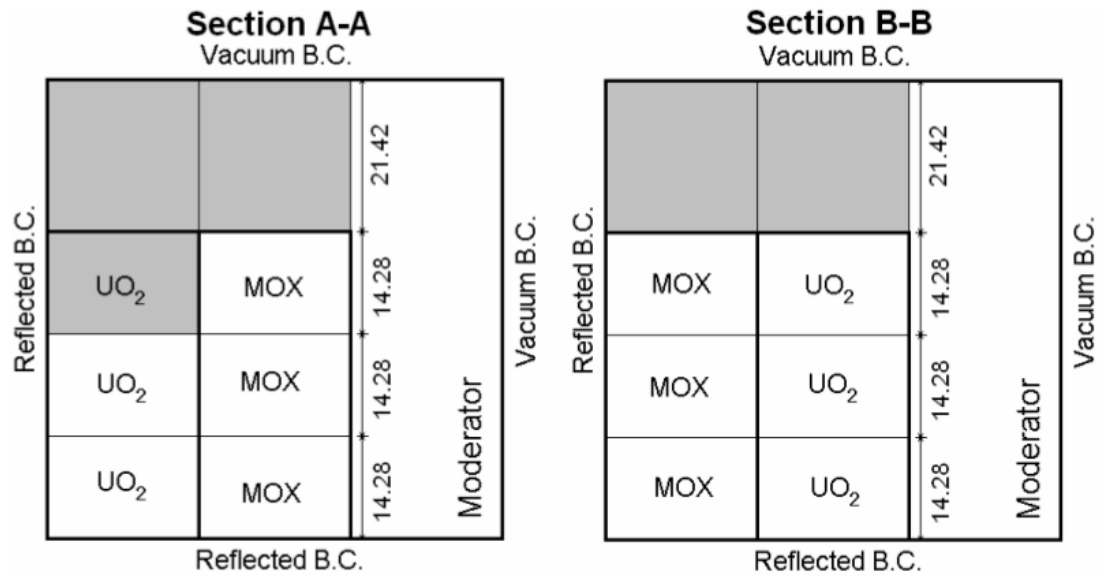 Section A-A
Vacuum B.C.
Reflected B.C.
21.42
UO₂
MOX
14.28
UO₂
MOX
14.28
UO₂
MOX
14.28
Moderator
Vacuum B.C.
Reflected B.C.
Section B-B
Vacuum B.C.
Reflected B.C.
21.42
MOX
UO₂
14.28
MOX
UO₂
14.28
MOX
UO₂
14.28
Moderator
Vacuum B.C.
Reflected B.C.